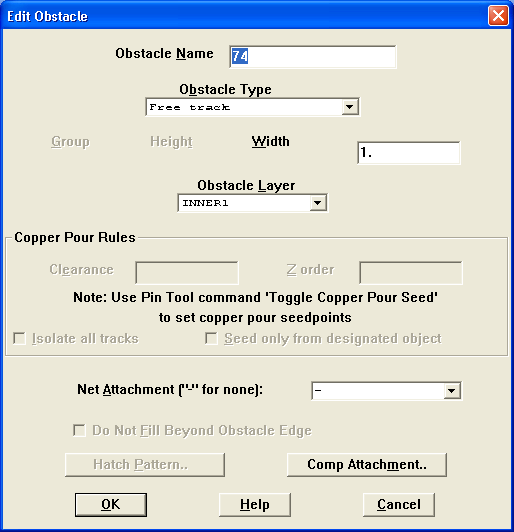 Edit Obstacle
Obstacle Name 74
Obstacle Type
Free track
Group Height Width 1.
Obstacle Layer
INNER1
Copper Pour Rules
Clearance Z order
Note: Use Pin Tool command 'Toggle Copper Pour Seed'
to set copper pour seedpoints
Isolate all tracks Seed only from designated object
Net Attachment ("-" for none): -
Do Not Fill Beyond Obstacle Edge
Hatch Pattern.. Comp Attachment..
OK Help Cancel